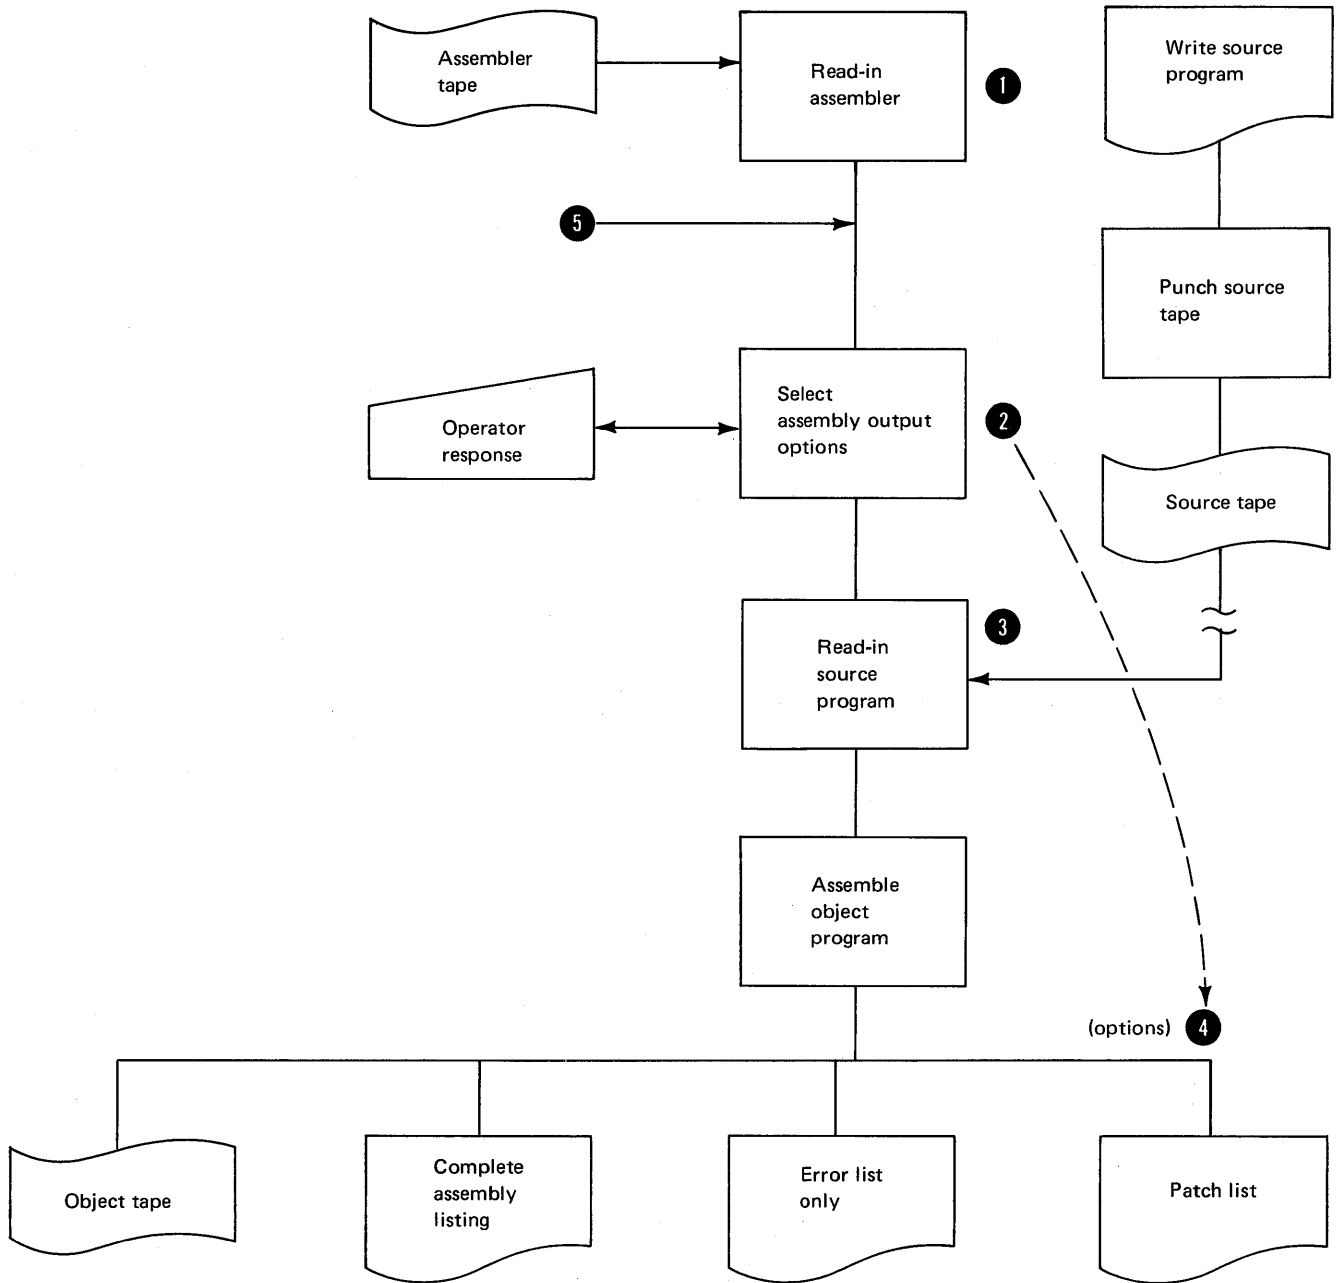 Assembler
tape
Read-in
assembler
1
Write source
program
5
Punch source
tape
Operator
response
Select
assembly output
options
2
Source tape
Read-in
source
program
3
Assemble
object
program
(options) 4
Object tape
Complete
assembly
listing
Error list
only
Patch list